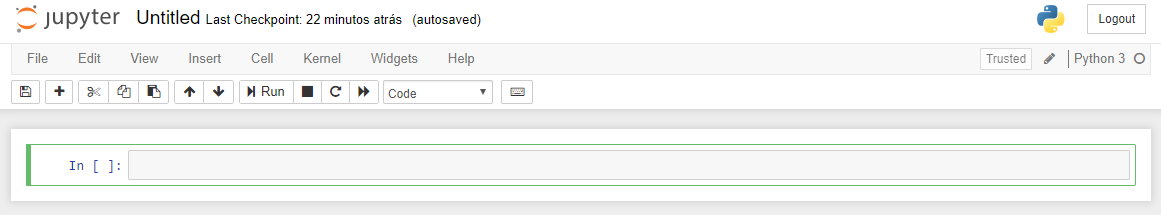 jupyter Untitled Last Checkpoint: 22 minutos atrás (autosaved) Logout
File Edit View Insert Cell Kernel Widgets Help Trusted Python 3
Run Code
In [ ]: